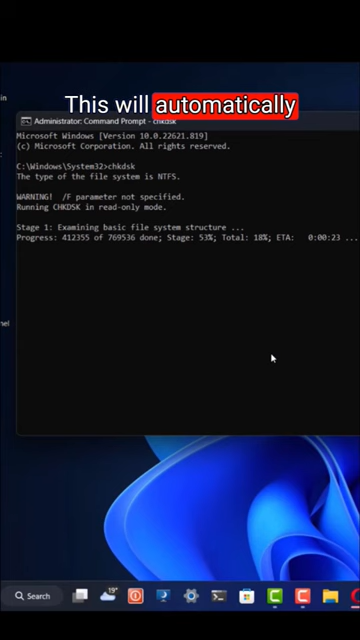 This will automatically
in
Administrator: Command Prompt - chkdsk
Microsoft Windows [Version 10.0.22621.819]
(c) Microsoft Corporation. All rights reserved.
C:\Windows\System32>chkdsk
The type of the file system is NTFS.
WARNING!  /F parameter not specified.
Running CHKDSK in read-only mode.
Stage 1: Examining basic file system structure ...
Progress: 412355 of 769536 done; Stage: 53%; Total: 18%; ETA:   0:00:23 ...
nel
Search
19°